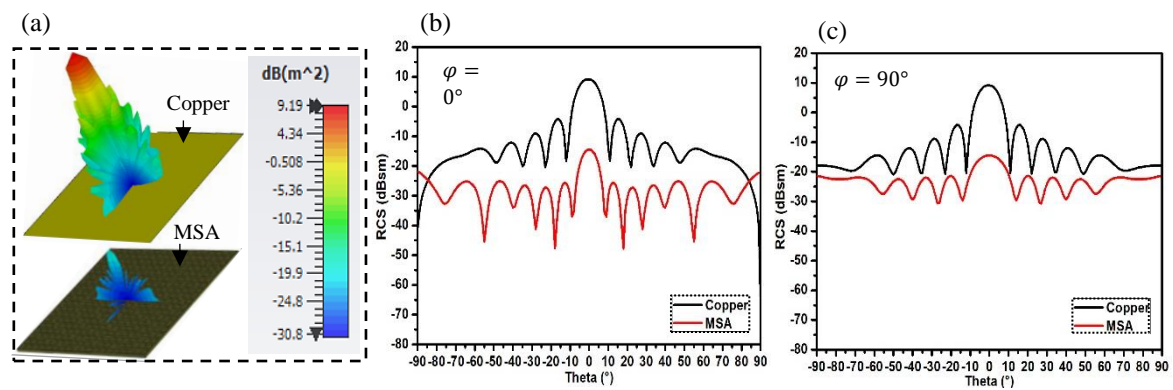 (a)
Copper
MSA
dB(m^2)
9.19
4.34
-0.508
-5.36
-10.2
-15.1
-19.9
-24.8
-30.8
(b)
RCS (dBsm)
20
10
0
-10
-20
-30
-40
-50
-60
-70
-80
φ =
0°
Copper
MSA
-90 -80 -70 -60 -50 -40 -30 -20 -10 0 10 20 30 40 50 60 70 80 90
Theta (°)
(c)
RCS (dBsm)
20
10
0
-10
-20
-30
-40
-50
-60
-70
-80
φ = 90°
Copper
MSA
-90 -80 -70 -60 -50 -40 -30 -20 -10 0 10 20 30 40 50 60 70 80 90
Theta (°)